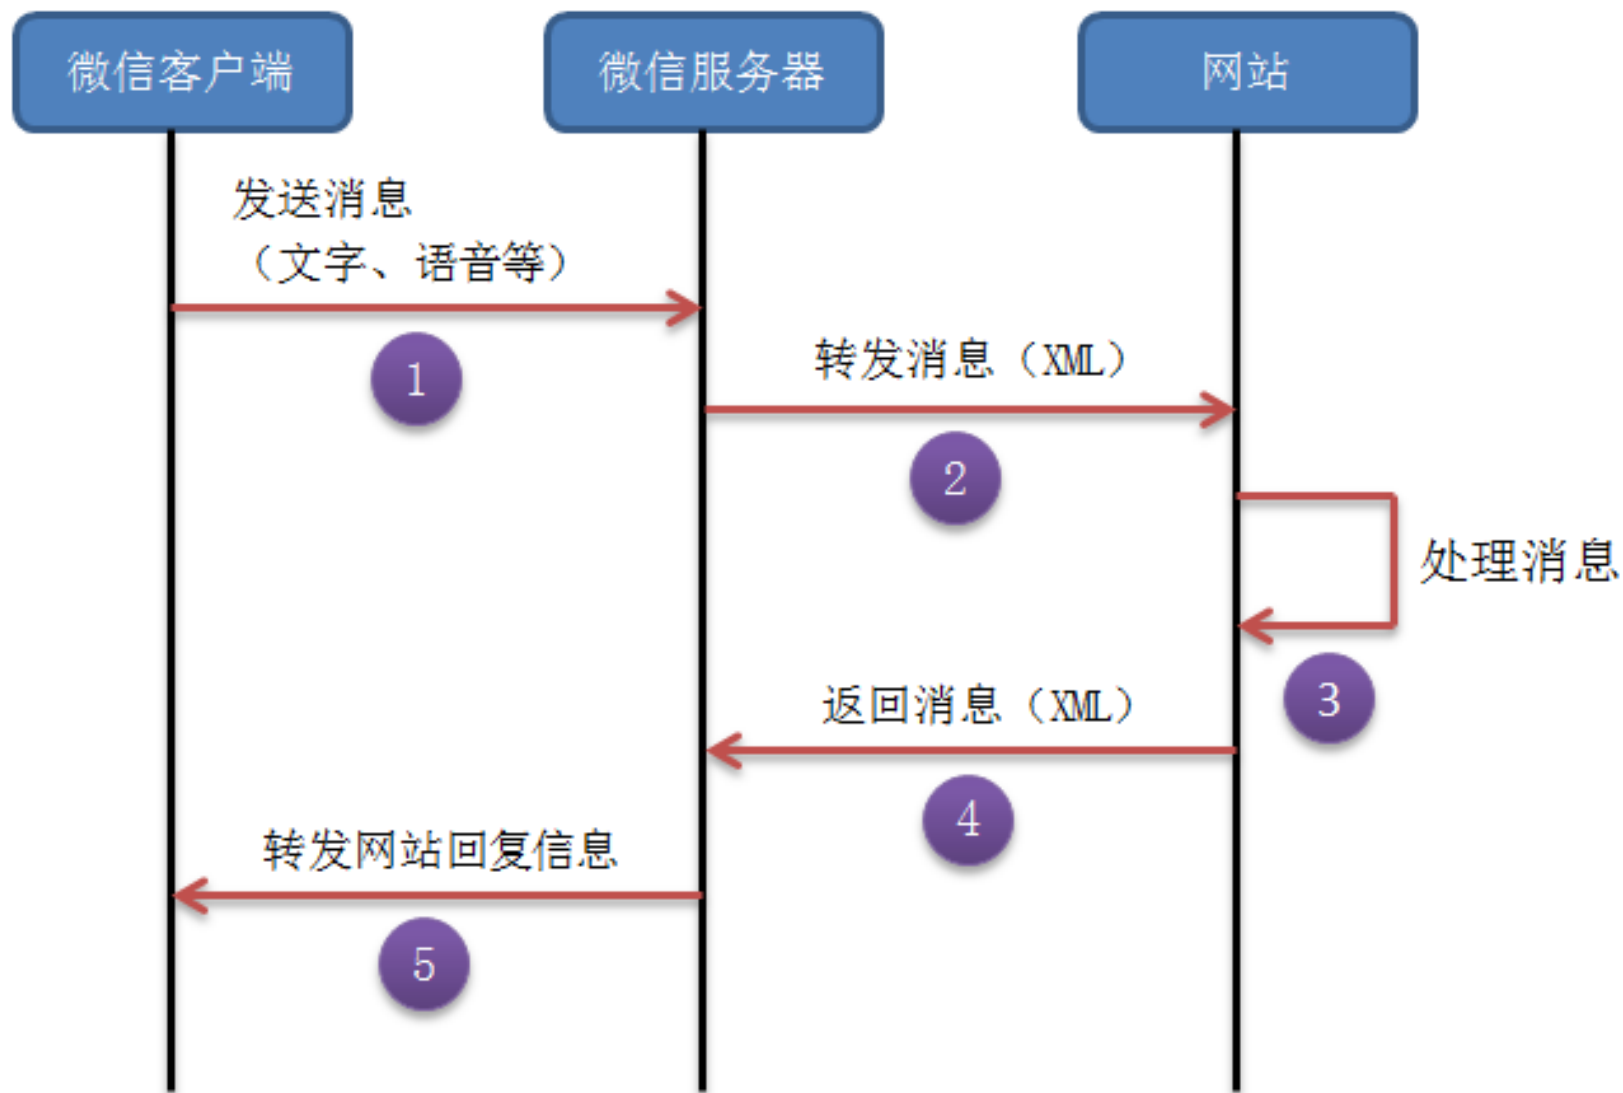 微信客户端
微信服务器
网站
发送消息
（文字、语音等）
1
转发消息（XML）
2
处理消息
3
返回消息（XML）
4
转发网站回复信息
5